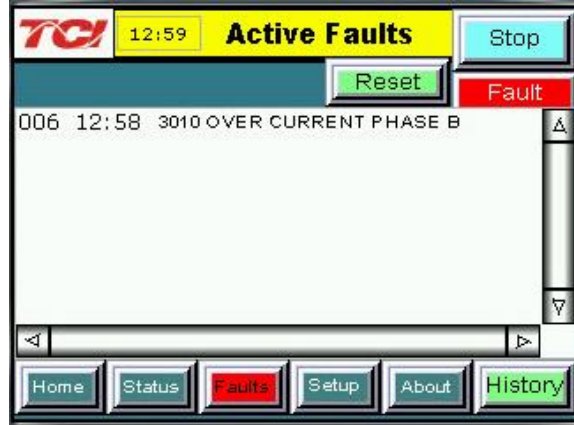 TCI 12:59 Active Faults Stop
Reset Fault
006 12:58 3010 OVER CURRENT PHASE B
Home Status Faults Setup About History